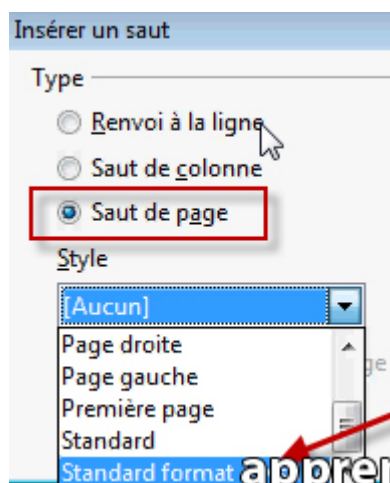 Insérer un saut
Type
Renvoi à la ligne
Saut de colonne
Saut de page
Style
[Aucun]
Page droite
Page gauche
Première page
Standard
Standard format